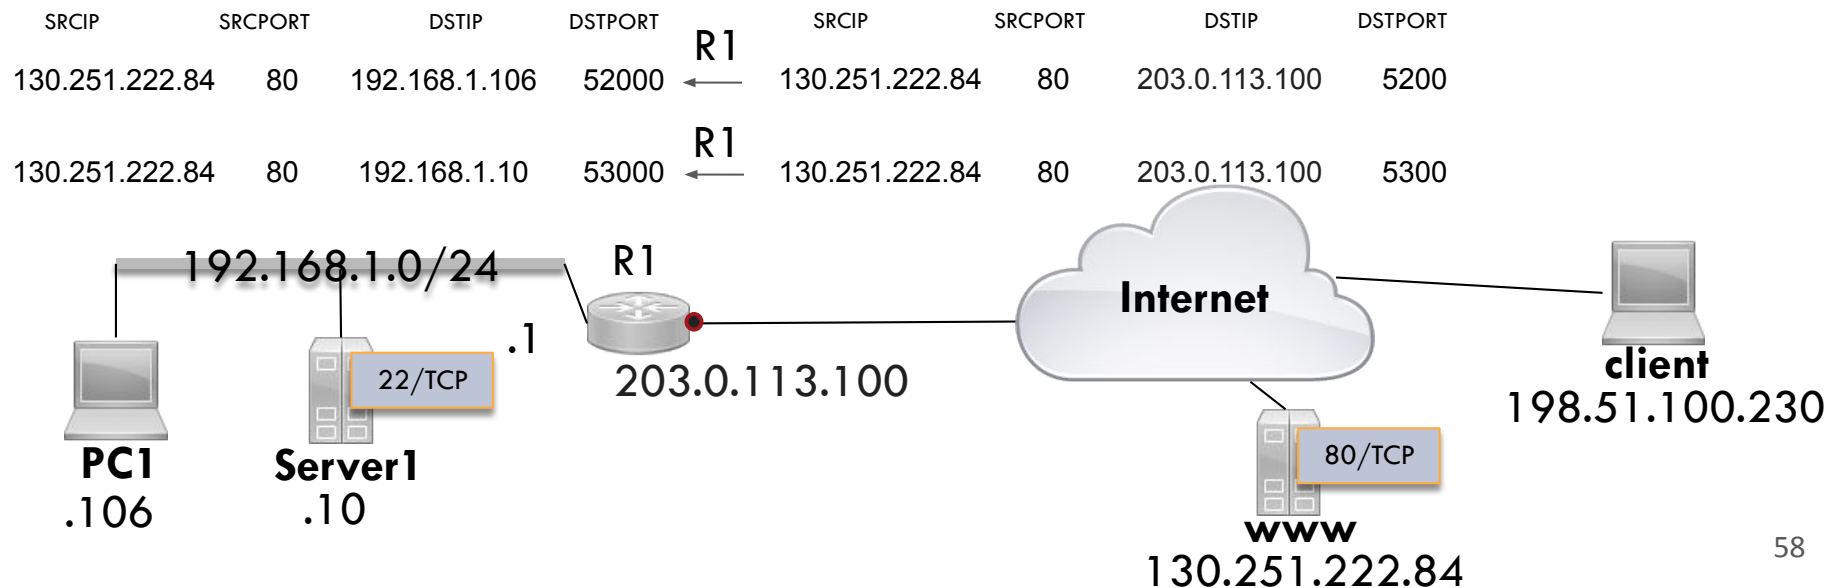 SRCIP SRCPORT DSTIP DSTPORT SRCIP SRCPORT DSTIP DSTPORT
R1
130.251.222.84 80 192.168.1.106 52000 130.251.222.84 80 203.0.113.100 5200
R1
130.251.222.84 80 192.168.1.10 53000 130.251.222.84 80 203.0.113.100 5300
192.168.1.0/24
R1
Internet
.1
22/TCP
203.0.113.100
client
198.51.100.230
PC1
.106
Server1
.10
80/TCP
www
130.251.222.84
58